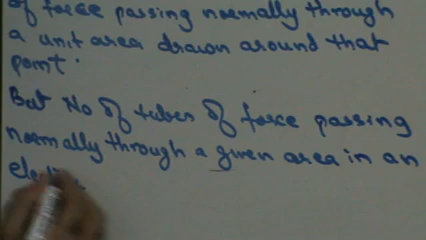 of force passing normally through
a unit area drawn around that
point.
But No of tubes of force passing
normally through a given area in an